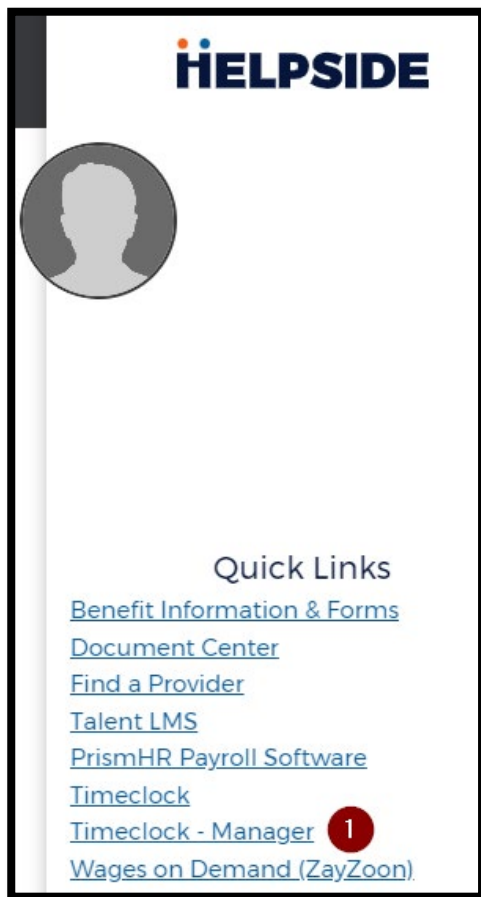 HELPSIDE
Quick Links
Benefit Information & Forms
Document Center
Find a Provider
Talent LMS
PrismHR Payroll Software
Timeclock
Timeclock - Manager 1
Wages on Demand (ZayZoon)